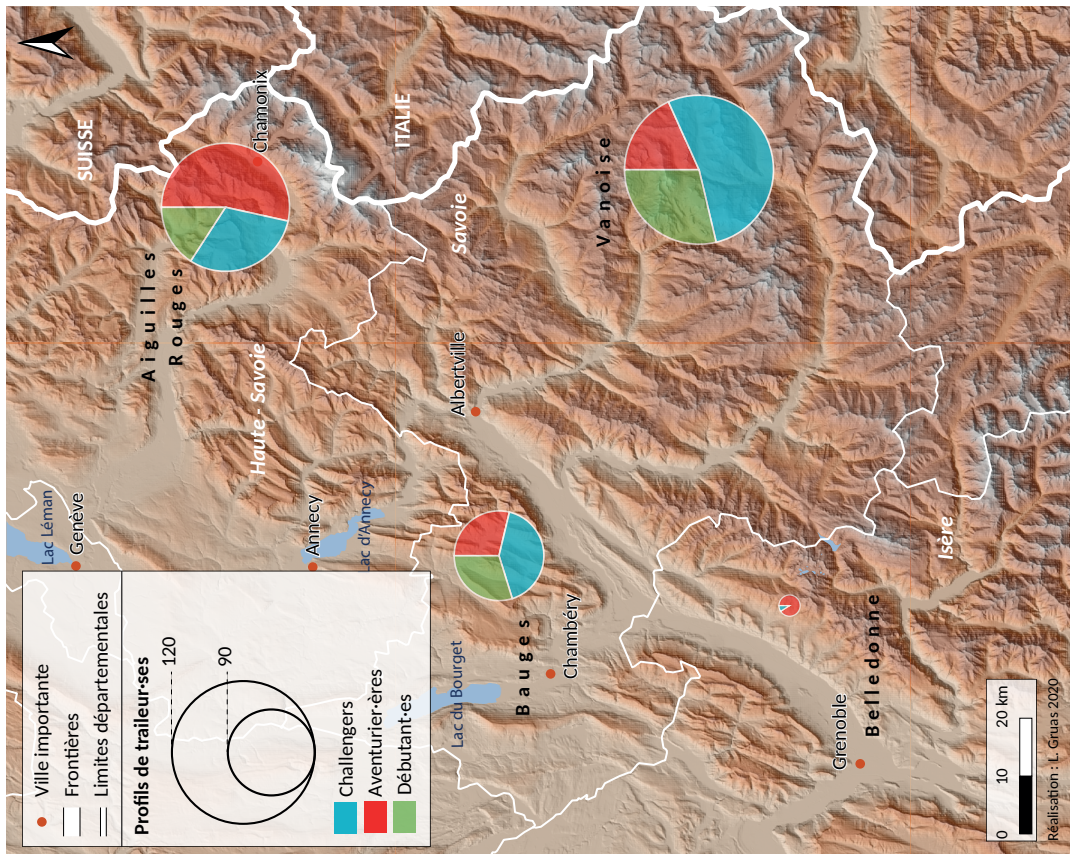 Ville importante
Frontières
Limites départementales
Profils de traileur·ses
120
90
Challengers
Aventurier·ères
Débutant·es
Lac Léman
Genève
Annecy
Lac d'Annecy
Lac du Bourget
Bauges
Chambéry
Grenoble
Belledonne
Isère
Albertville
Haute - Savoie
Aiguilles
Rouges
SUISSE
Chamonix
ITALIE
Savoie
Vanoise
0 10 20 km
Réalisation : L. Gruas 2020